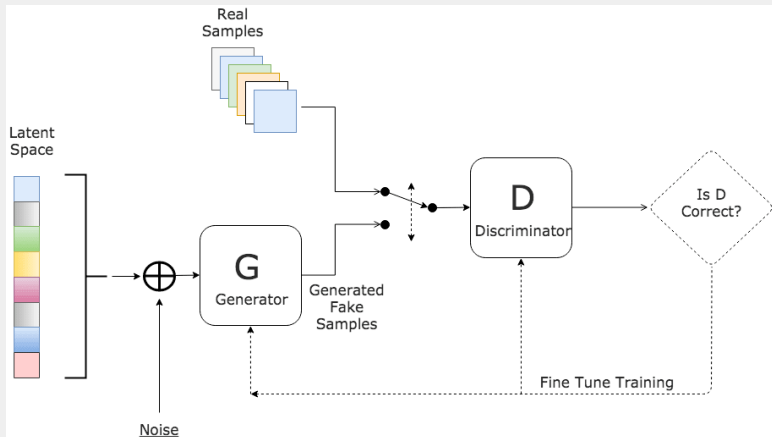 Real
Samples
Latent
Space
D
Discriminator
Is D
Correct?
G
Generator
Generated
Fake
Samples
Fine Tune Training
Noise